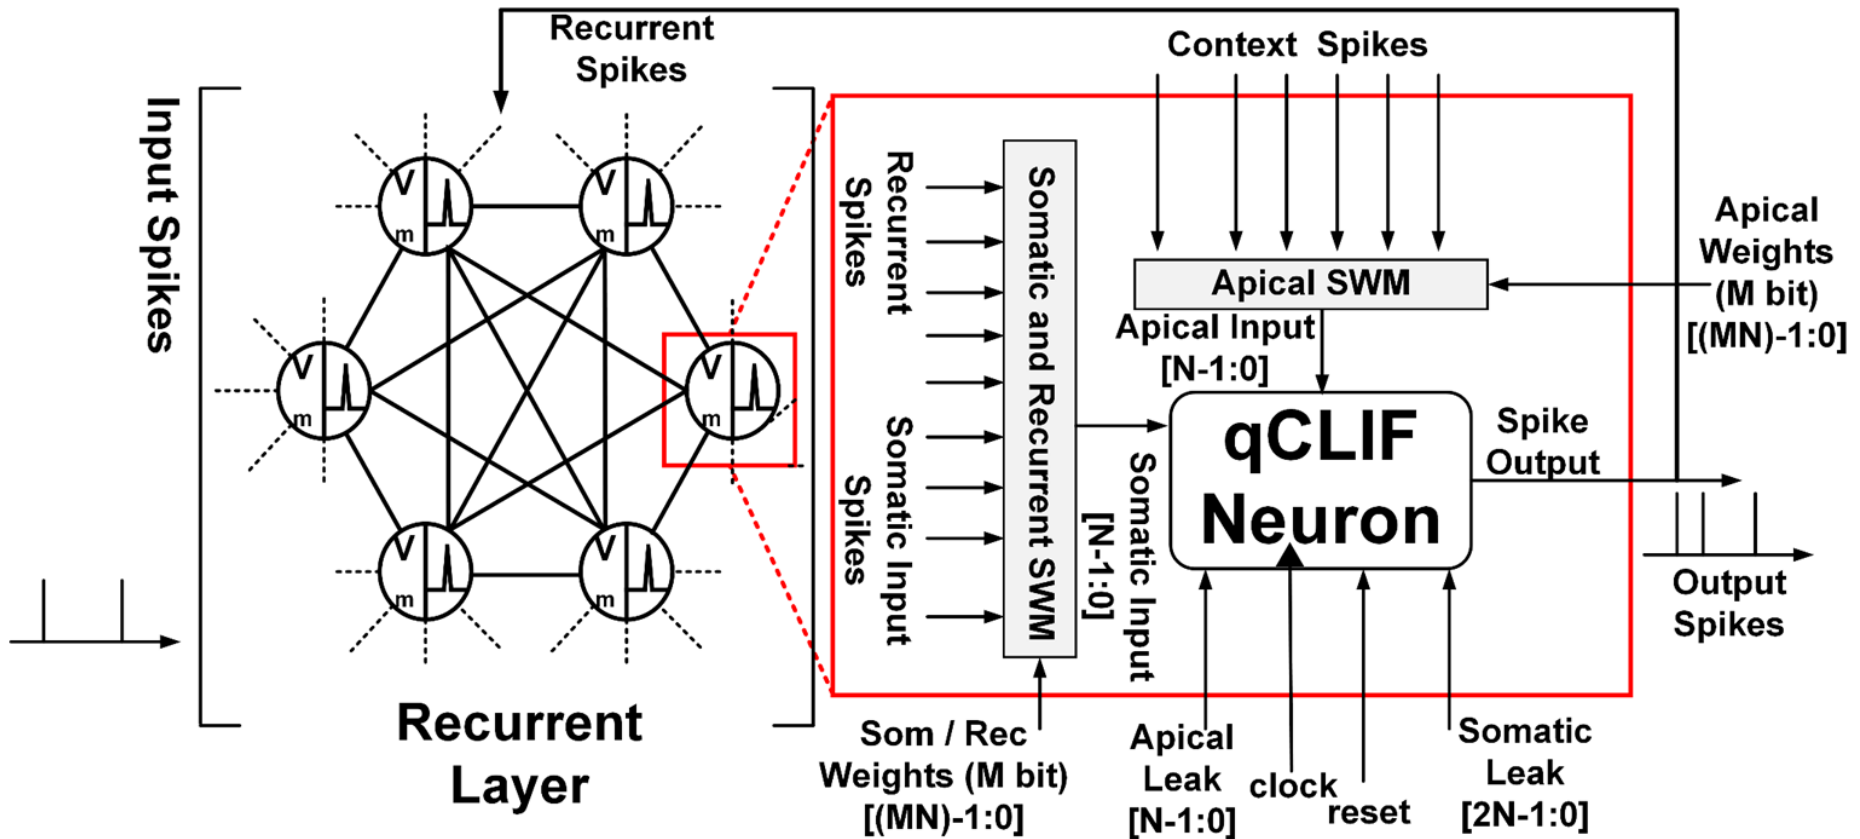 Recurrent
Spikes
Context Spikes
Input Spikes
V
m
V
m
V
m
V
m
V
m
V
m
Recurrent
Layer
Recurrent
Spikes
Somatic Input
Spikes
Somatic and Recurrent SWM
Apical SWM
Apical
Weights
(M bit)
[(MN)-1:0]
Apical Input
[N-1:0]
Somatic Input
[N-1:0]
qCLIF
Neuron
Spike
Output
Output
Spikes
Som / Rec
Weights (M bit)
[(MN)-1:0]
Apical
Leak
[N-1:0]
clock
reset
Somatic
Leak
[2N-1:0]